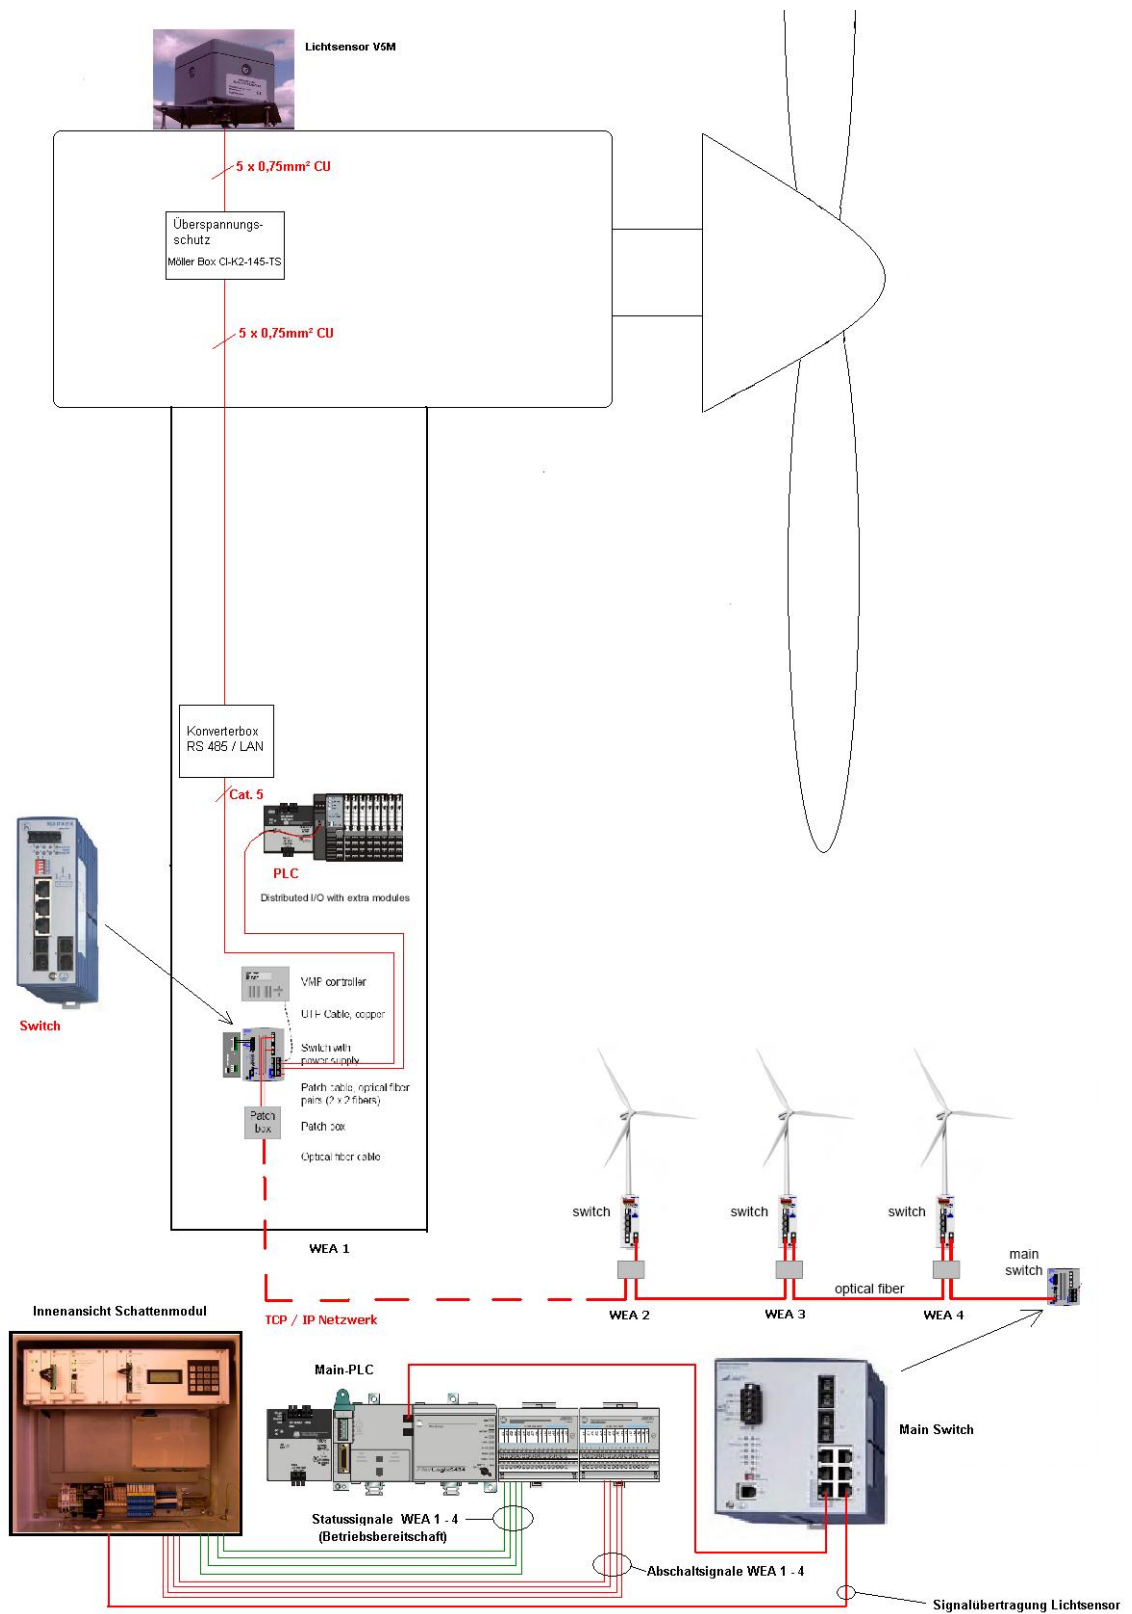 Lichtsensor V5M
5 x 0,75mm² CU
Überspannungs-
schutz
Möller Box CI-K2-145-TS
5 x 0,75mm² CU
Konverterbox
RS 485 / LAN
Cat. 5
PLC
Distributed I/O with extra modules
Switch
VMP controller
UTP Cable, copper
Switch with
power supply
Patch cable, optical fiber
pairs (2 x 2 fibers)
Patch
box
Patch box
Optical fiber cable
WEA 1
switch
switch
switch
main
switch
optical fiber
WEA 2
WEA 3
WEA 4
TCP / IP Netzwerk
Innenansicht Schattenmodul
Main-PLC
Main Switch
Statussignale WEA 1 - 4
(Betriebsbereitschaft)
Abschaltsignale WEA 1 - 4
Signalübertragung Lichtsensor